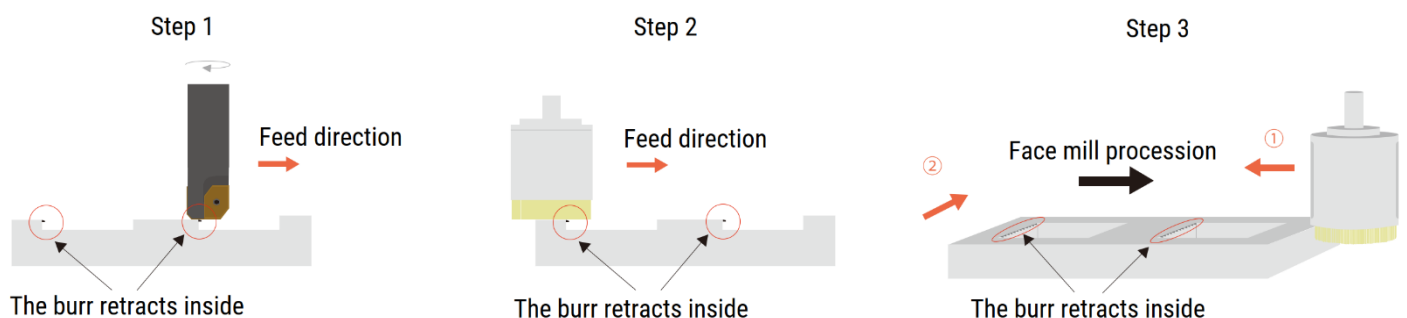 Step 1
Feed direction
The burr retracts inside
Step 2
Feed direction
The burr retracts inside
Step 3
②
Face mill procession
①
The burr retracts inside